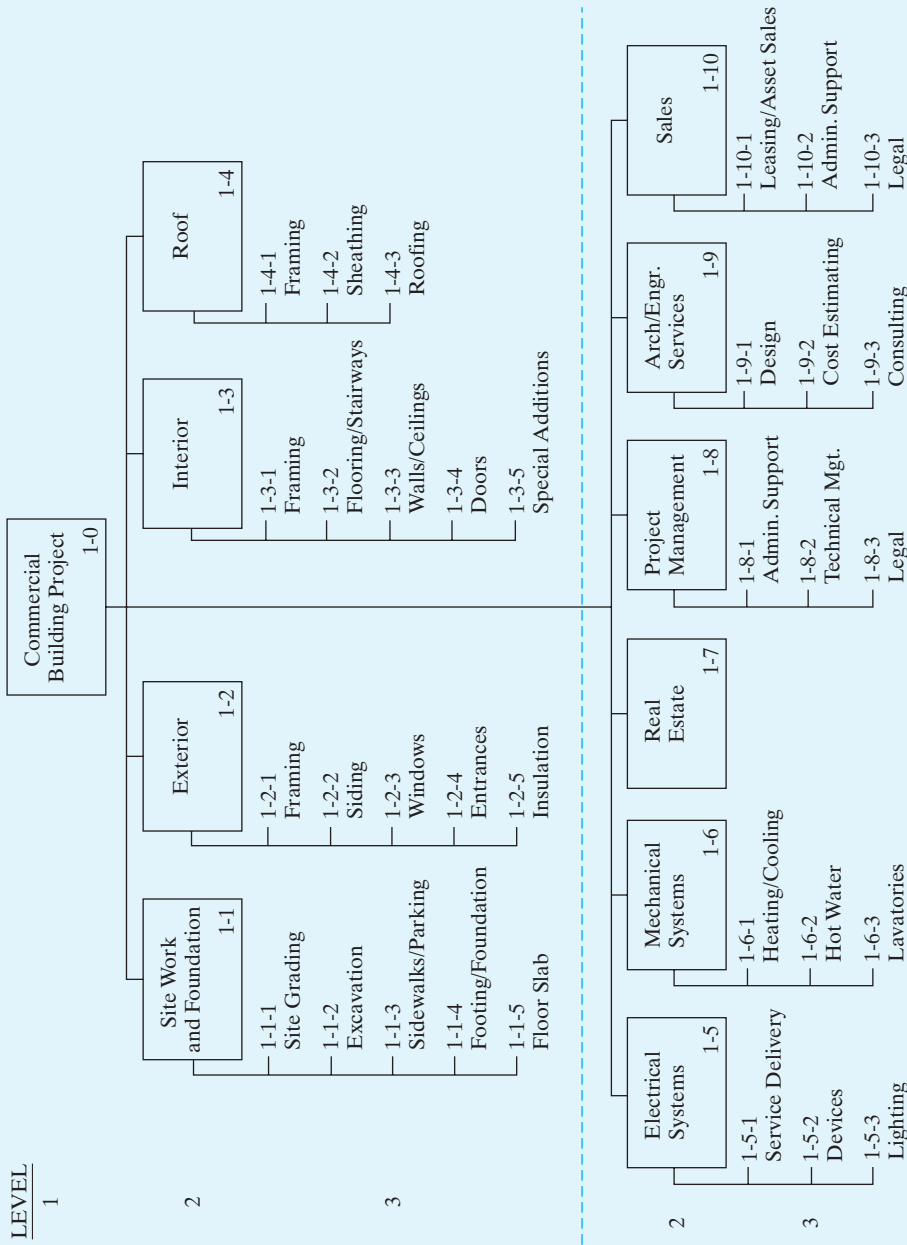 LEVEL
1
Commercial
Building Project
1-0
2
Site Work
and Foundation
1-1
Exterior
1-2
Interior
1-3
Roof
1-4
3
1-1-1
Site Grading
1-1-2
Excavation
1-1-3
Sidewalks/Parking
1-1-4
Footing/Foundation
1-1-5
Floor Slab
1-2-1
Framing
1-2-2
Siding
1-2-3
Windows
1-2-4
Entrances
1-2-5
Insulation
1-3-1
Framing
1-3-2
Flooring/Stairways
1-3-3
Walls/Ceilings
1-3-4
Doors
1-3-5
Special Additions
1-4-1
Framing
1-4-2
Sheathing
1-4-3
Roofing
2
Electrical
Systems
1-5
Mechanical
Systems
1-6
Real
Estate
1-7
Project
Management
1-8
Arch/Engr.
Services
1-9
Sales
1-10
3
1-5-1
Service Delivery
1-5-2
Devices
1-5-3
Lighting
1-6-1
Heating/Cooling
1-6-2
Hot Water
1-6-3
Lavatories
1-8-1
Admin. Support
1-8-2
Technical Mgt.
1-8-3
Legal
1-9-1
Design
1-9-2
Cost Estimating
1-9-3
Consulting
1-10-1
Leasing/Asset Sales
1-10-2
Admin. Support
1-10-3
Legal